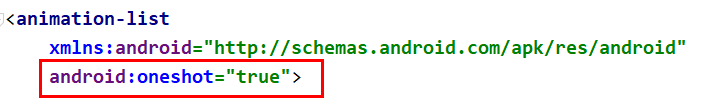 <animation-list
xmlns:android="http://schemas.android.com/apk/res/android"
android:oneshot="true">